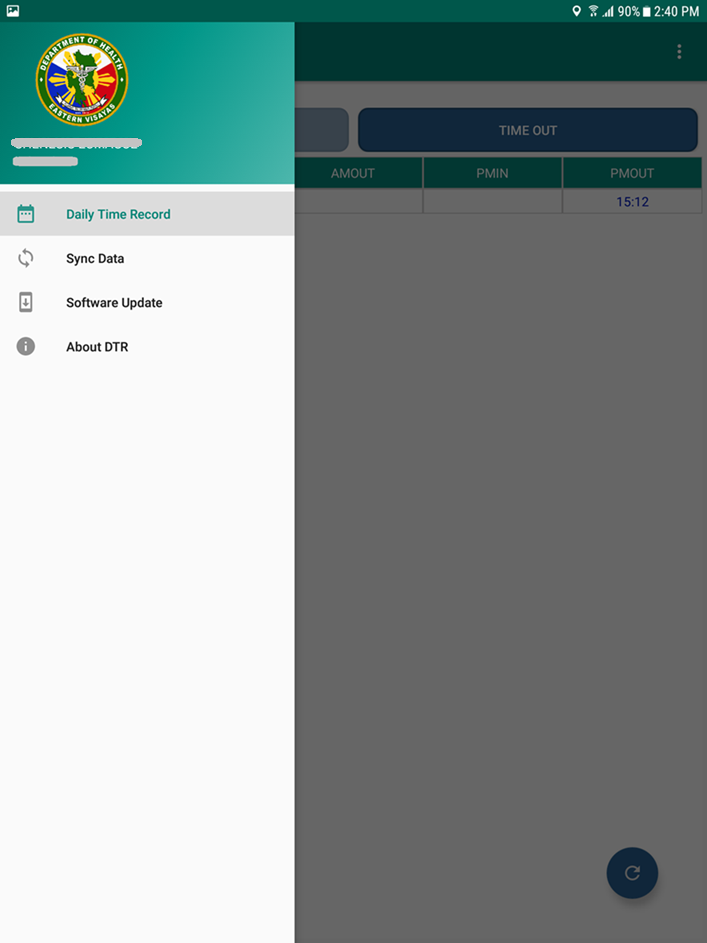 90% 2:40 PM
DEPARTMENT OF HEALTH
EASTERN VISAYAS
TIME OUT
AMOUT PMIN PMOUT
15:12
Daily Time Record
Sync Data
Software Update
About DTR